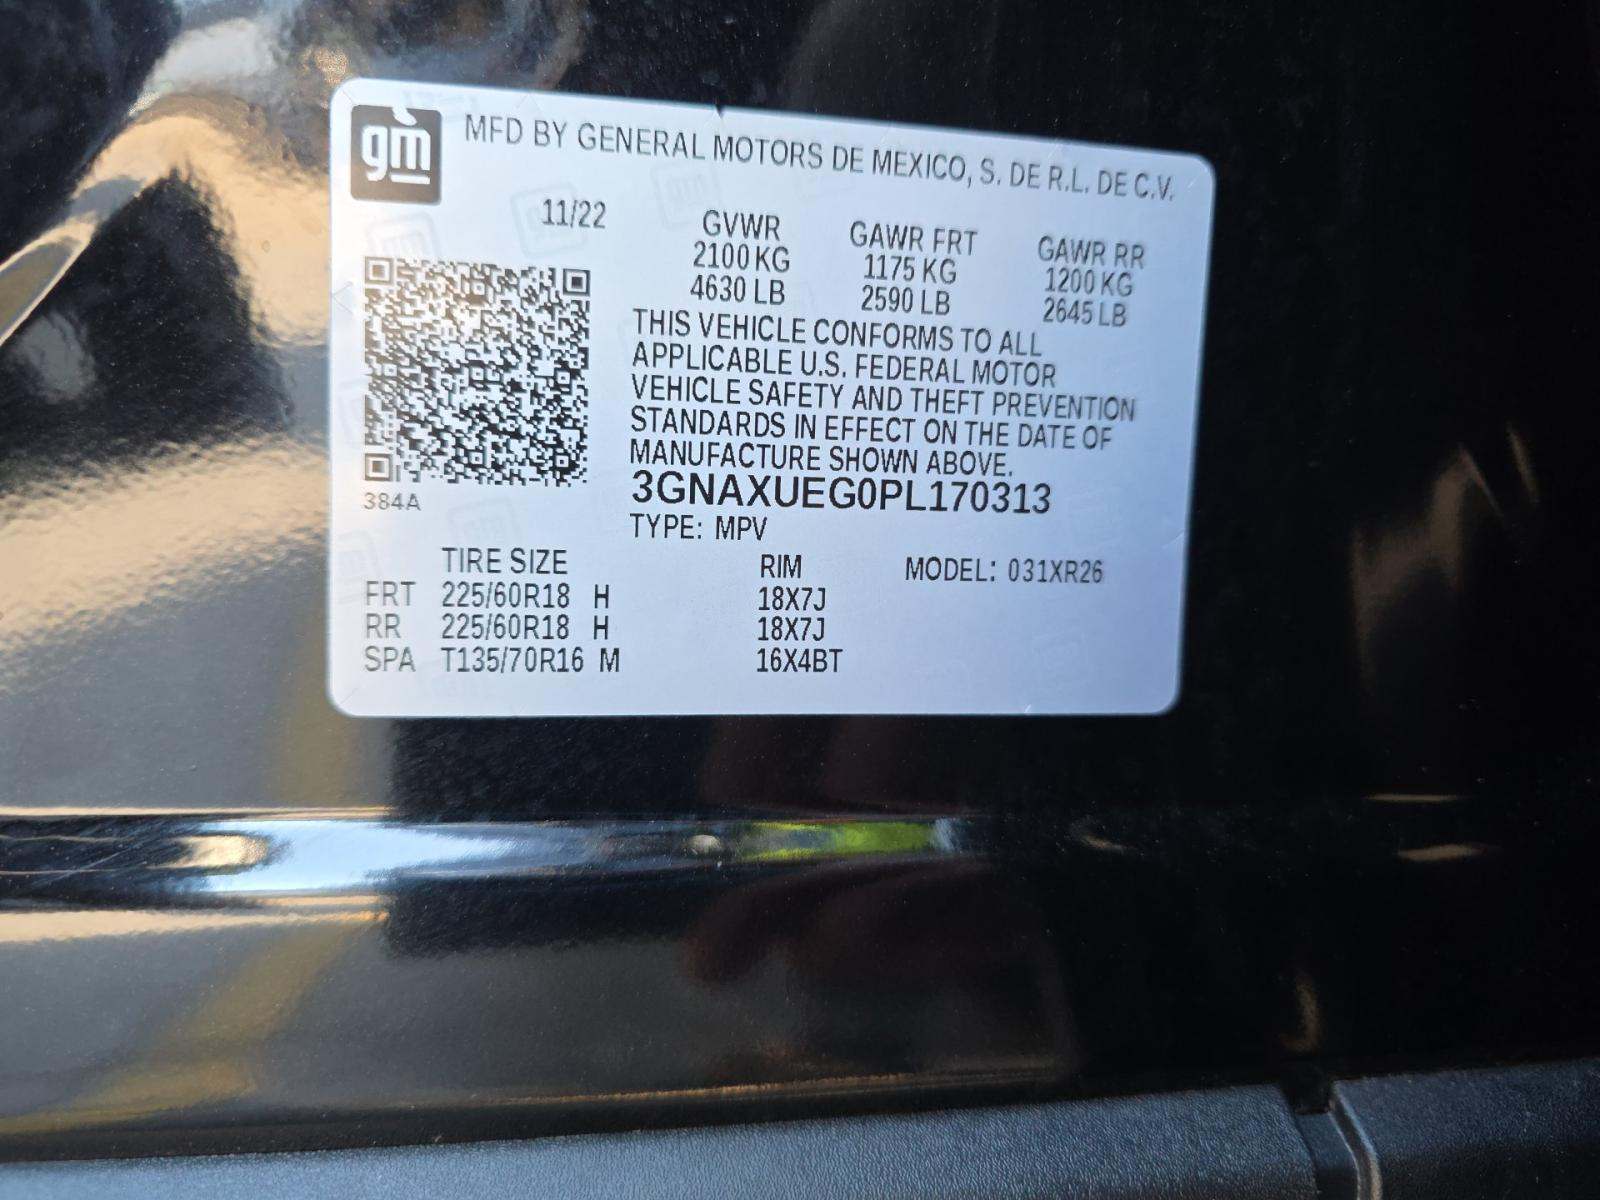 gm
MFD BY GENERAL MOTORS DE MEXICO, S. DE R.L. DE C.V.
11/22
GVWR GAWR FRT GAWR RR
2100 KG 1175 KG 1200 KG
4630 LB 2590 LB 2645 LB
THIS VEHICLE CONFORMS TO ALL
APPLICABLE U.S. FEDERAL MOTOR
VEHICLE SAFETY AND THEFT PREVENTION
STANDARDS IN EFFECT ON THE DATE OF
MANUFACTURE SHOWN ABOVE.
384A
3GNAXUEG0PL170313
TYPE: MPV
TIRE SIZE RIM MODEL: 031XR26
FRT 225/60R18 H 18X7J
RR 225/60R18 H 18X7J
SPA T135/70R16 M 16X4BT